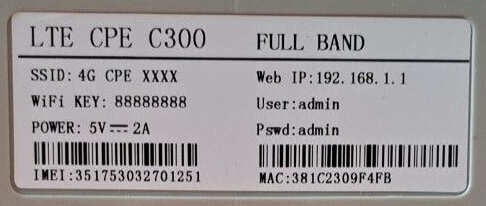 LTE CPE C300 FULL BAND
SSID: 4G CPE XXXX
WiFi KEY: 88888888
POWER: 5V⎓2A
IMEI:351753032701251
Web IP:192.168.1.1
User:admin
Pswd:admin
MAC:381C2309F4FB